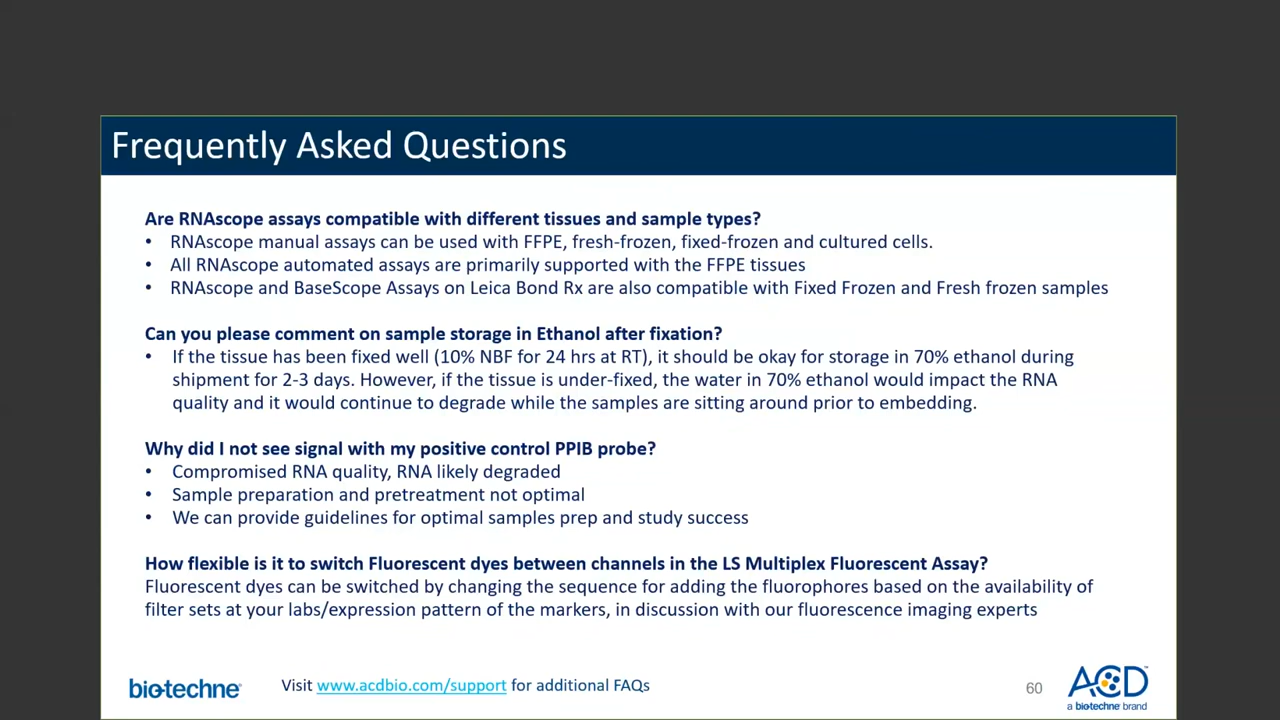 Frequently Asked Questions
Are RNAscope assays compatible with different tissues and sample types?
• RNAscope manual assays can be used with FFPE, fresh-frozen, fixed-frozen and cultured cells.
• All RNAscope automated assays are primarily supported with the FFPE tissues
• RNAscope and BaseScope Assays on Leica Bond Rx are also compatible with Fixed Frozen and Fresh frozen samples
Can you please comment on sample storage in Ethanol after fixation?
• If the tissue has been fixed well (10% NBF for 24 hrs at RT), it should be okay for storage in 70% ethanol during
shipment for 2-3 days. However, if the tissue is under-fixed, the water in 70% ethanol would impact the RNA
quality and it would continue to degrade while the samples are sitting around prior to embedding.
Why did I not see signal with my positive control PPIB probe?
• Compromised RNA quality, RNA likely degraded
• Sample preparation and pretreatment not optimal
• We can provide guidelines for optimal samples prep and study success
How flexible is it to switch Fluorescent dyes between channels in the LS Multiplex Fluorescent Assay?
Fluorescent dyes can be switched by changing the sequence for adding the fluorophores based on the availability of
filter sets at your labs/expression pattern of the markers, in discussion with our fluorescence imaging experts
bio-techne®
Visit www.acdbio.com/support for additional FAQs
60
ACD™
a bio-techne brand